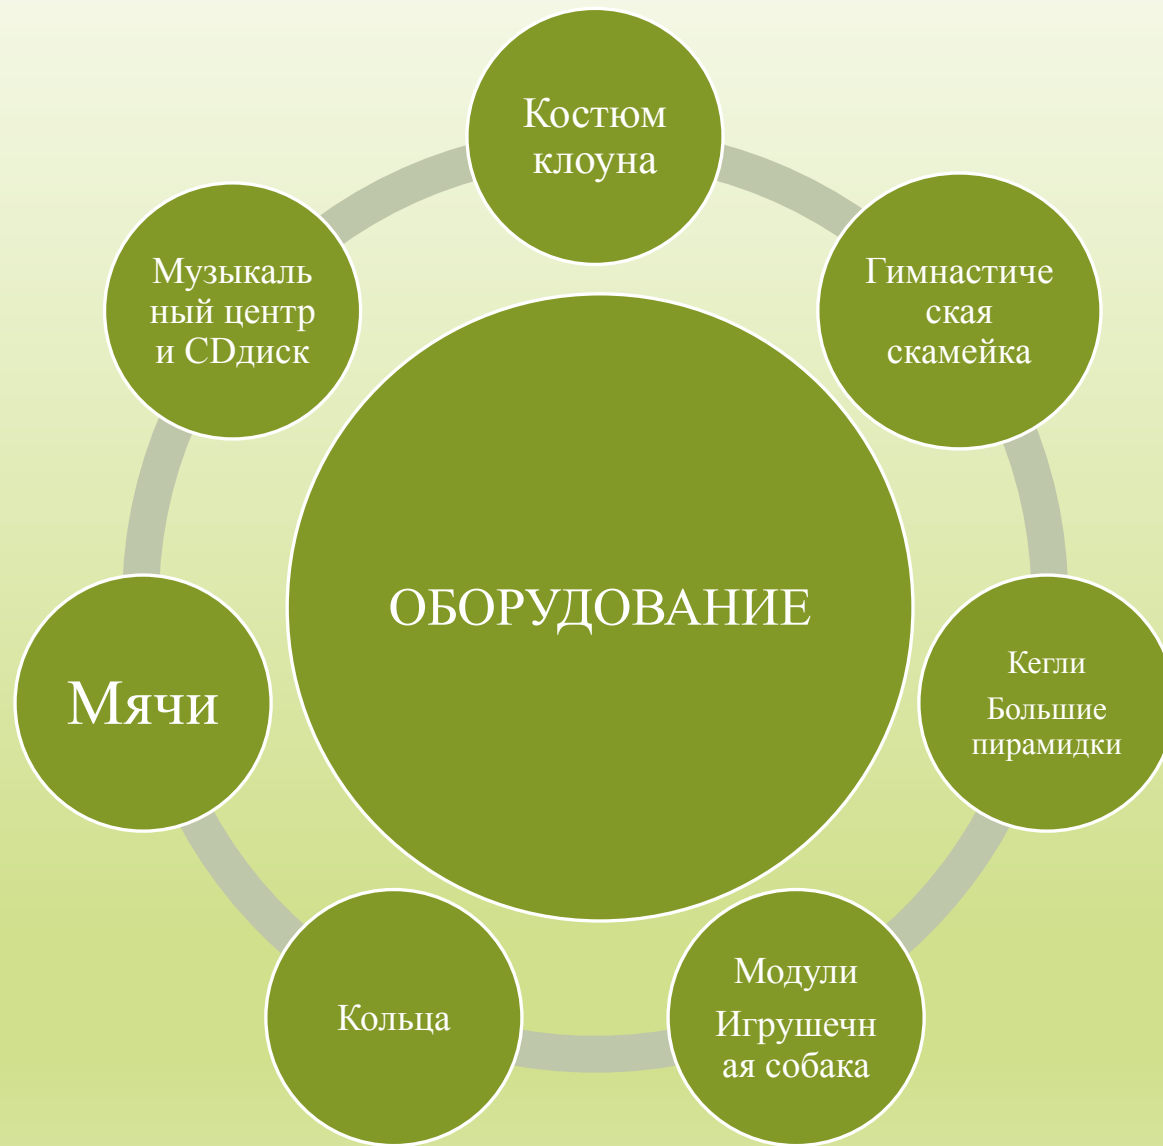 Костюм
клоуна
Гимнастиче
ская
скамейка
Кегли
Большие
пирамидки
Модули
Игрушечн
ая собака
Кольца
Мячи
Музыкаль
ный центр
и CDдиск
ОБОРУДОВАНИЕ